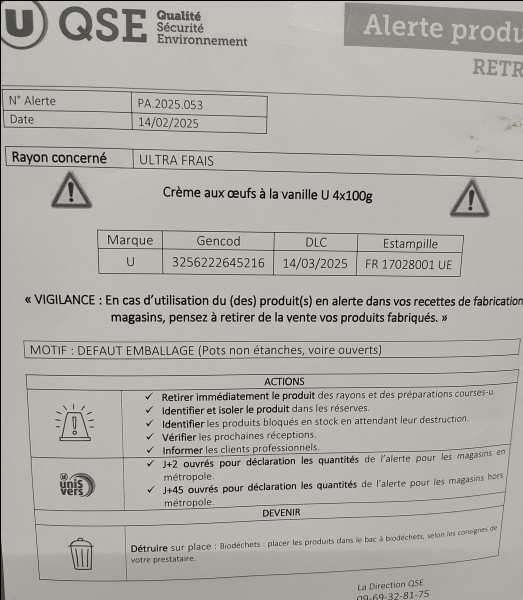 U QSE Qualité
Sécurité
Environnement
Alerte produ
RETR
N° Alerte PA.2025.053
Date 14/02/2025
Rayon concerné ULTRA FRAIS
Crème aux œufs à la vanille U 4x100g
Marque Gencod DLC Estampille
U 3256222645216 14/03/2025 FR 17028001 UE
« VIGILANCE : En cas d'utilisation du (des) produit(s) en alerte dans vos recettes de fabrication
magasins, pensez à retirer de la vente vos produits fabriqués. »
MOTIF : DEFAUT EMBALLAGE (Pots non étanches, voire ouverts)
ACTIONS
✓ Retirer immédiatement le produit des rayons et des préparations courses-u.
✓ Identifier et isoler le produit dans les réserves.
✓ Identifier les produits bloqués en stock en attendant leur destruction.
✓ Vérifier les prochaines réceptions.
✓ Informer les clients professionnels.
U
unis
vers
✓ J+2 ouvrés pour déclaration les quantités de l'alerte pour les magasins en
métropole.
✓ J+45 ouvrés pour déclaration les quantités de l'alerte pour les magasins hors
métropole.
DEVENIR
Détruire sur place : Biodéchets : placer les produits dans le bac à biodéchets, selon les consignes de
votre prestataire.
La Direction QSE
09-69-32-81-75